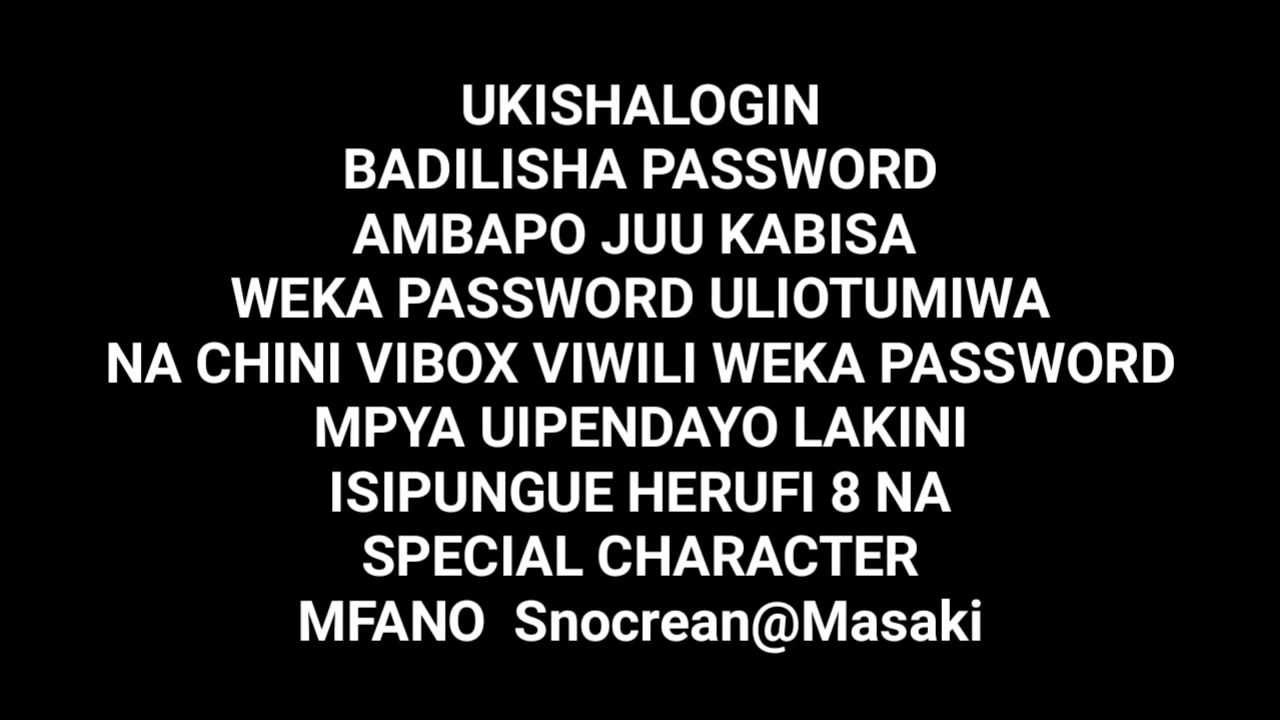 UKISHALOGIN
BADILISHA PASSWORD
AMBAPO JUU KABISA
WEKA PASSWORD ULIOTUMIWA
NA CHINI VIBOX VIWILI WEKA PASSWORD
MPYA UIPENDAYO LAKINI
ISIPUNGUE HERUFI 8 NA
SPECIAL CHARACTER
MFANO Snocrean@Masaki